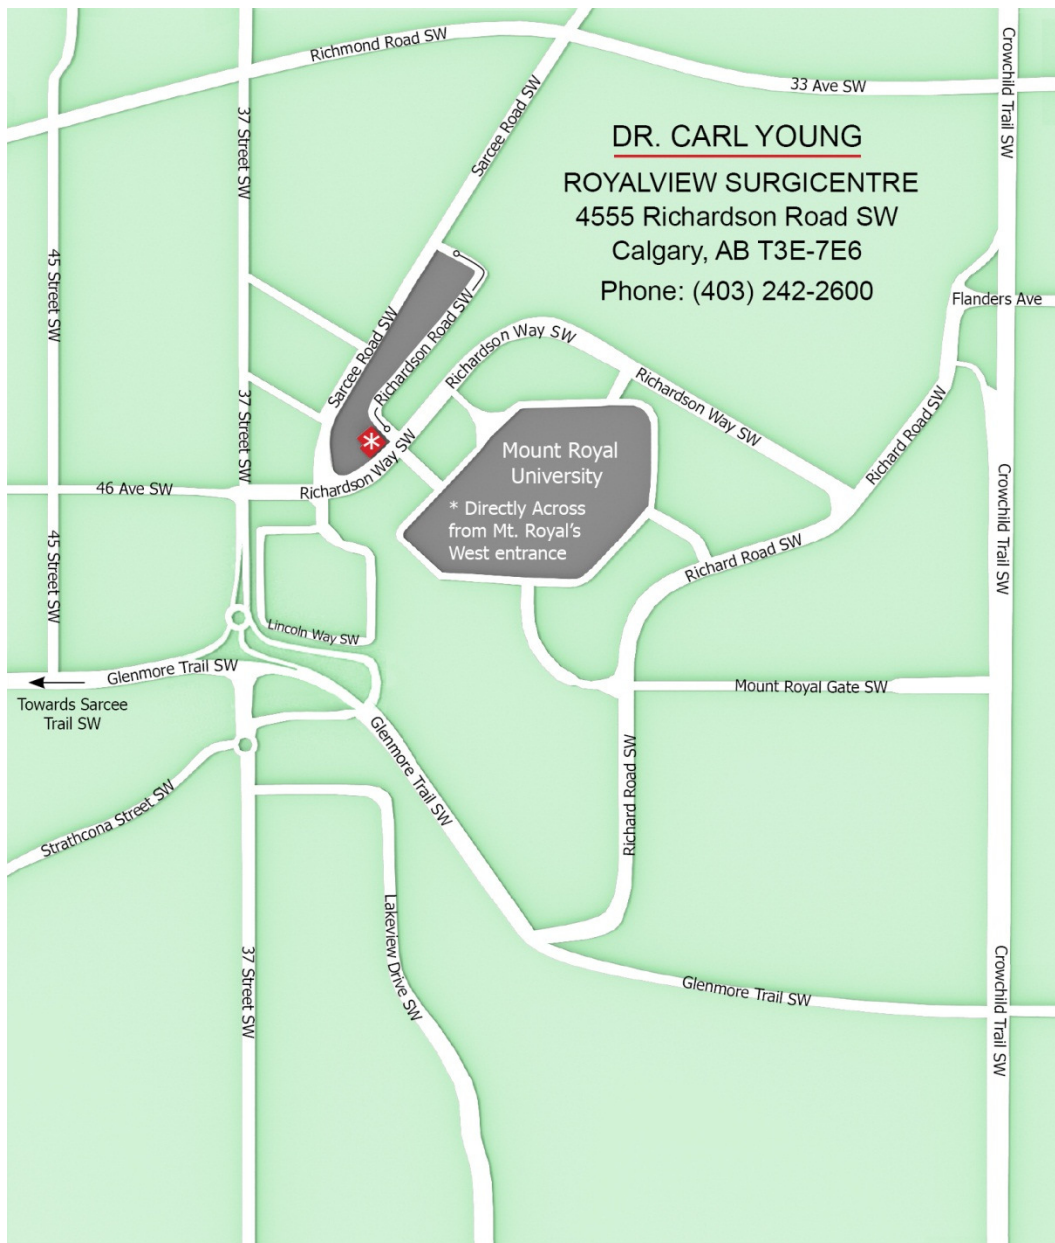 Richmond Road SW
33 Ave SW
Crowchild Trail SW
37 Street SW
Sarcee Road SW
DR. CARL YOUNG
ROYALVIEW SURGICENTRE
4555 Richardson Road SW
Calgary, AB T3E-7E6
Phone: (403) 242-2600
45 Street SW
Flanders Ave
Sarcee Road SW
Richardson Road SW
Richardson Way SW
Richardson Way SW
37 Street SW
*
Richardson Way SW
Richard Road SW
Mount Royal
University
* Directly Across
from Mt. Royal's
West entrance
46 Ave SW
Crowchild Trail SW
45 Street SW
Richard Road SW
Lincoln Way SW
Glenmore Trail SW
Towards Sarcee
Trail SW
Mount Royal Gate SW
Glenmore Trail SW
Richard Road SW
Strathcona Street SW
Lakeview Drive SW
37 Street SW
Glenmore Trail SW
Crowchild Trail SW